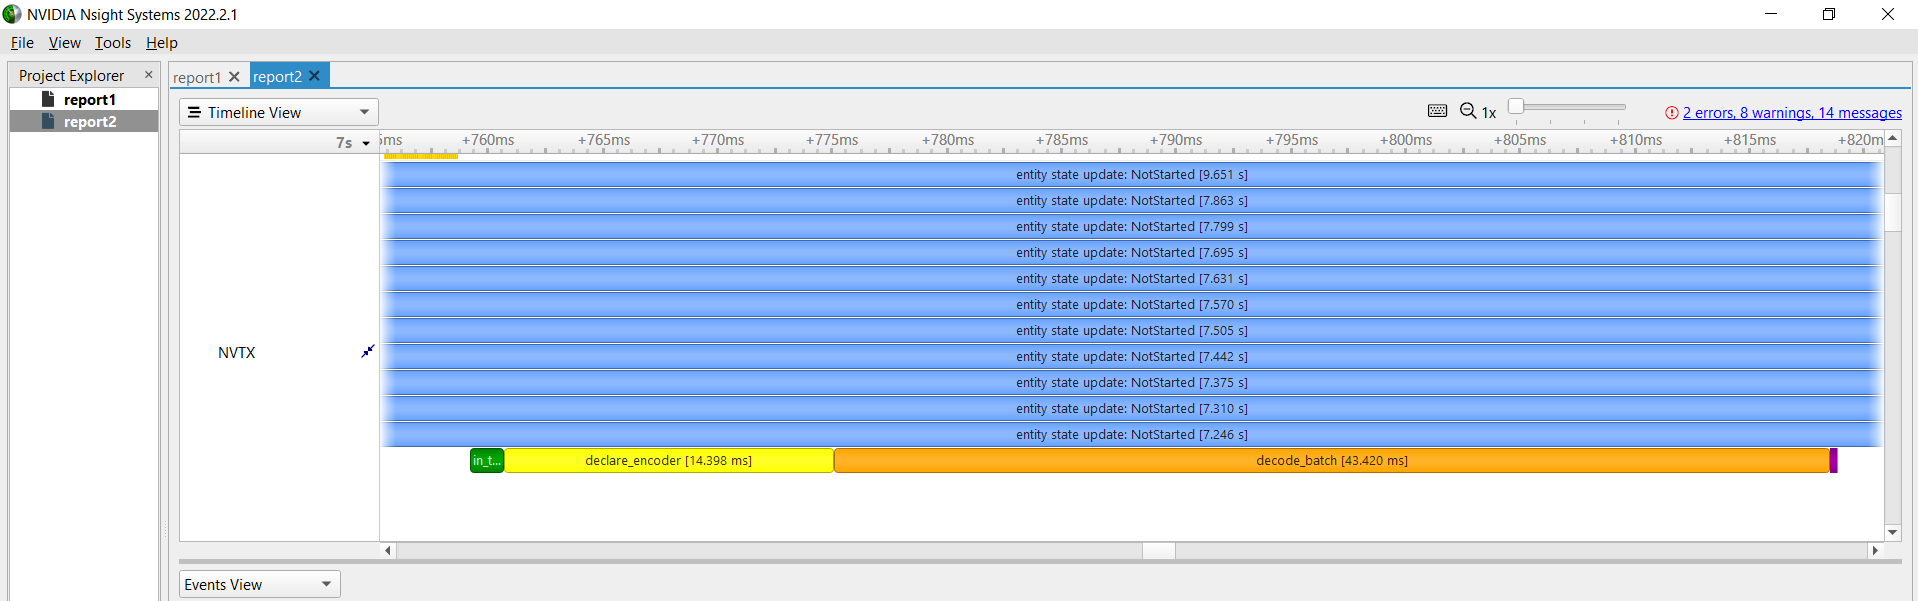 NVIDIA Nsight Systems 2022.2.1
File View Tools Help
Project Explorer
report1
report2
report1 report2
Timeline View
1x
2 errors, 8 warnings, 14 messages
7s
+760ms +765ms +770ms +775ms +780ms +785ms +790ms +795ms +800ms +805ms +810ms +815ms
entity state update: NotStarted [9.651 s]
entity state update: NotStarted [7.863 s]
entity state update: NotStarted [7.799 s]
entity state update: NotStarted [7.695 s]
entity state update: NotStarted [7.631 s]
entity state update: NotStarted [7.570 s]
entity state update: NotStarted [7.505 s]
entity state update: NotStarted [7.442 s]
entity state update: NotStarted [7.375 s]
entity state update: NotStarted [7.310 s]
entity state update: NotStarted [7.246 s]
NVTX
in_t... declare_encoder [14.398 ms] decode_batch [43.420 ms]
Events View